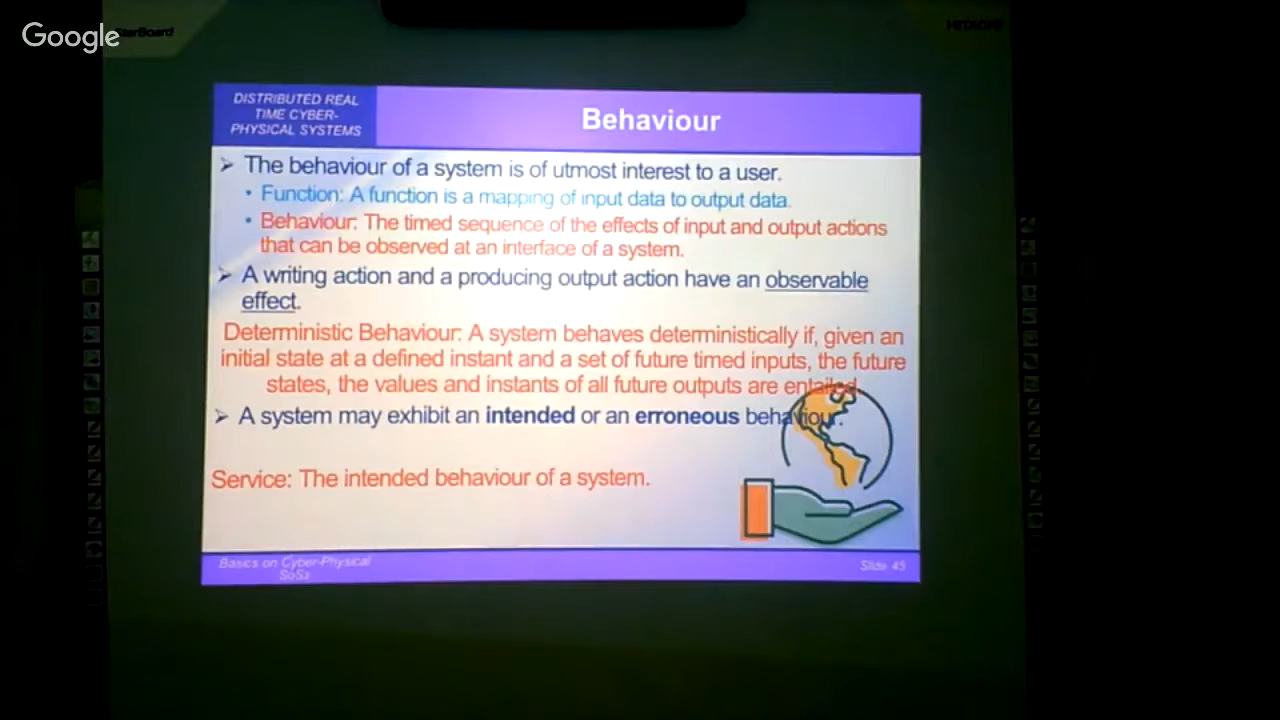 Google
StarBoard
HITACHI
DISTRIBUTED REAL
TIME CYBER-
PHYSICAL SYSTEMS
Behaviour
➢ The behaviour of a system is of utmost interest to a user.
• Function: A function is a mapping of input data to output data.
• Behaviour: The timed sequence of the effects of input and output actions
that can be observed at an interface of a system.
➢ A writing action and a producing output action have an observable
effect.
Deterministic Behaviour: A system behaves deterministically if, given an
initial state at a defined instant and a set of future timed inputs, the future
states, the values and instants of all future outputs are entailed.
➢ A system may exhibit an intended or an erroneous behaviour.
Service: The intended behaviour of a system.
Basics on Cyber-Physical
SoSs
Slide 45